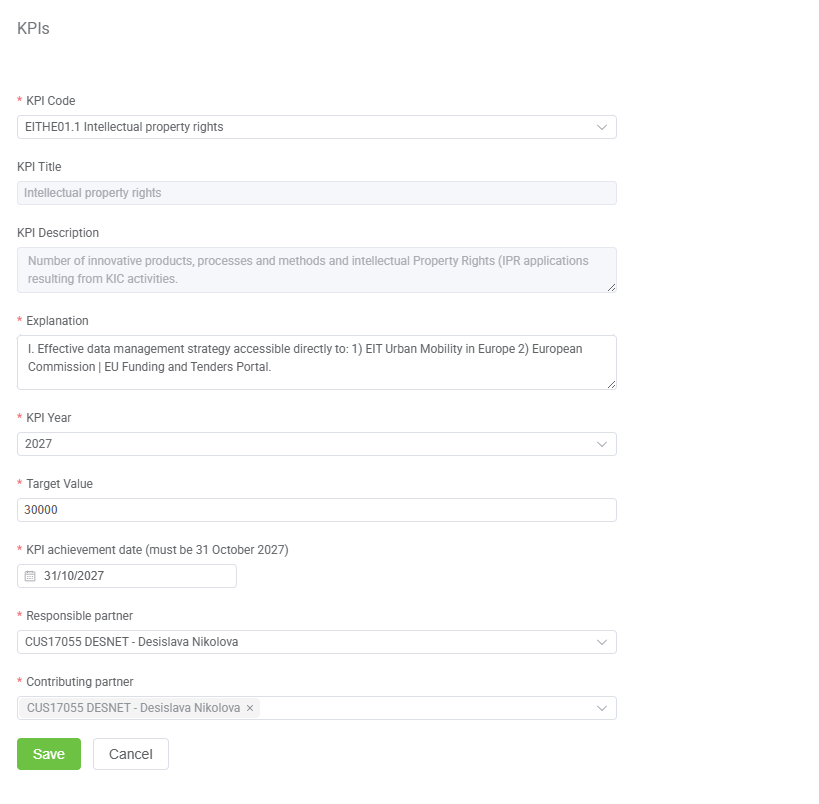 KPIs
* KPI Code
EITHE01.1 Intellectual property rights
KPI Title
Intellectual property rights
KPI Description
Number of innovative products, processes and methods and intellectual Property Rights (IPR applications
resulting from KIC activities.
* Explanation
I. Effective data management strategy accessible directly to: 1) EIT Urban Mobility in Europe 2) European
Commission | EU Funding and Tenders Portal.
* KPI Year
2027
* Target Value
30000
* KPI achievement date (must be 31 October 2027)
31/10/2027
* Responsible partner
CUS17055 DESNET - Desislava Nikolova
* Contributing partner
CUS17055 DESNET - Desislava Nikolova ×
Save Cancel